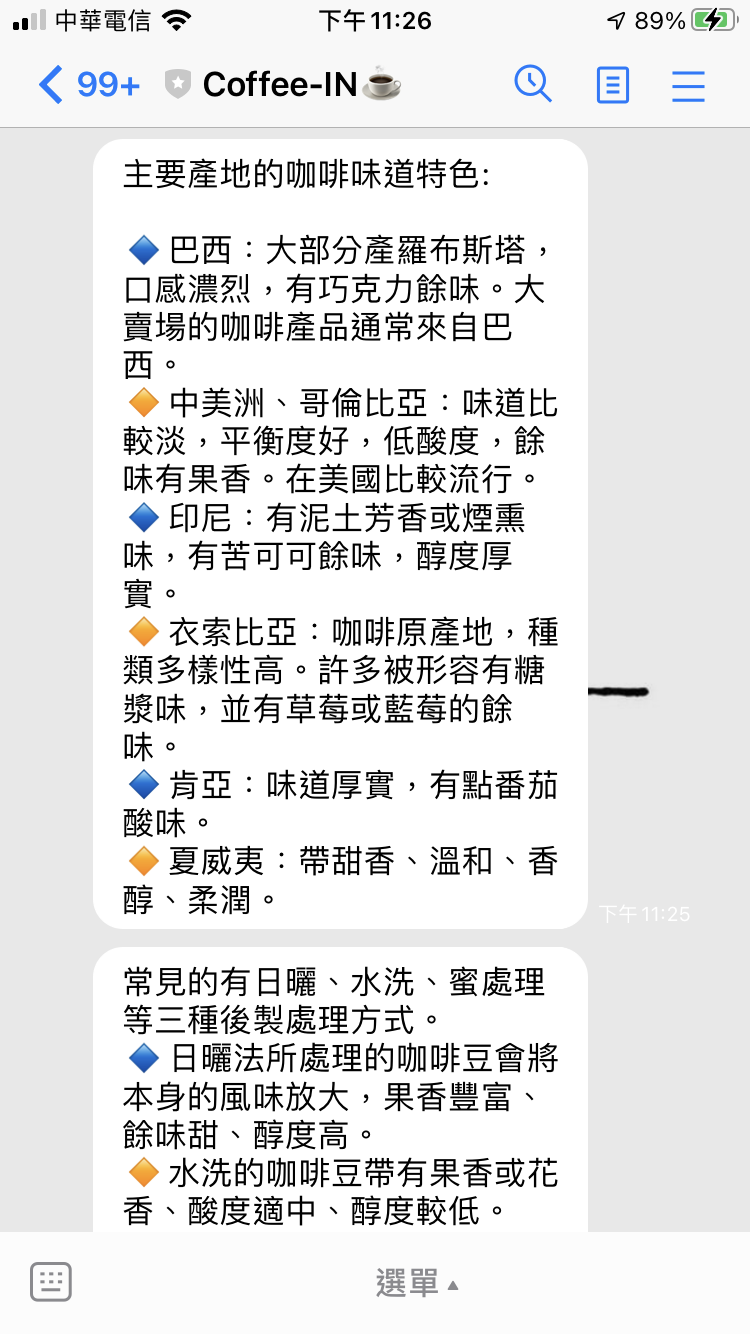 中華電信 下午11:26 89%
99+ Coffee-IN
主要產地的咖啡味道特色:
巴西：大部分產羅布斯塔，
口感濃烈，有巧克力餘味。大
賣場的咖啡產品通常來自巴
西。
中美洲、哥倫比亞：味道比
較淡，平衡度好，低酸度，餘
味有果香。在美國比較流行。
印尼：有泥土芳香或煙熏
味，有苦可可餘味，醇度厚
實。
衣索比亞：咖啡原產地，種
類多樣性高。許多被形容有糖
漿味，並有草莓或藍莓的餘
味。
肯亞：味道厚實，有點番茄
酸味。
夏威夷：帶甜香、溫和、香
醇、柔潤。
下午11:25
常見的有日曬、水洗、蜜處理
等三種後製處理方式。
日曬法所處理的咖啡豆會將
本身的風味放大，果香豐富、
餘味甜、醇度高。
水洗的咖啡豆帶有果香或花
香、酸度適中、醇度較低。
選單